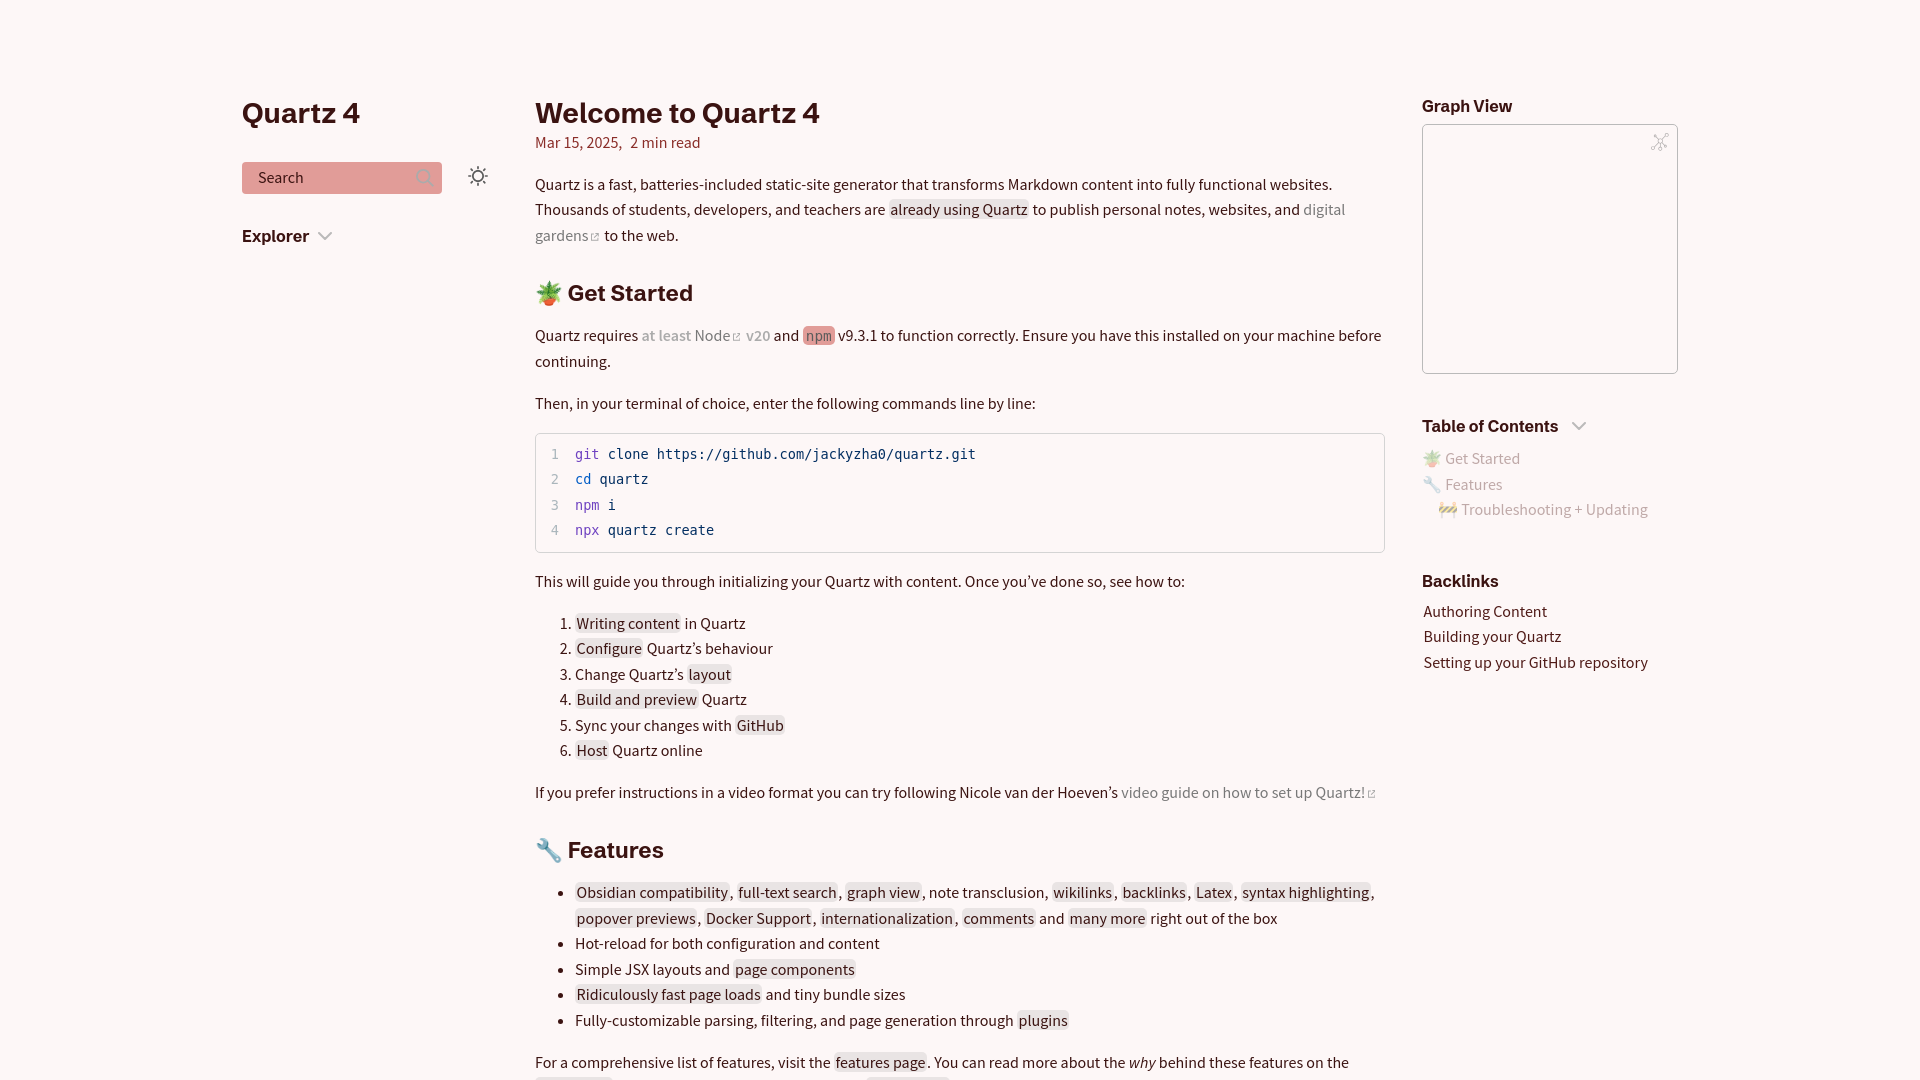 Quartz 4
Search
Explorer
Welcome to Quartz 4
Mar 15, 2025, 2 min read
Quartz is a fast, batteries-included static-site generator that transforms Markdown content into fully functional websites.
Thousands of students, developers, and teachers are already using Quartz to publish personal notes, websites, and digital
gardens to the web.
🪴 Get Started
Quartz requires at least Node v20 and npm v9.3.1 to function correctly. Ensure you have this installed on your machine before
continuing.
Then, in your terminal of choice, enter the following commands line by line:
1 git clone https://github.com/jackyzha0/quartz.git
2 cd quartz
3 npm i
4 npx quartz create
This will guide you through initializing your Quartz with content. Once you’ve done so, see how to:
1. Writing content in Quartz
2. Configure Quartz’s behaviour
3. Change Quartz’s layout
4. Build and preview Quartz
5. Sync your changes with GitHub
6. Host Quartz online
If you prefer instructions in a video format you can try following Nicole van der Hoeven’s video guide on how to set up Quartz!
🔧 Features
• Obsidian compatibility, full-text search, graph view, note transclusion, wikilinks, backlinks, Latex, syntax highlighting,
popover previews, Docker Support, internationalization, comments and many more right out of the box
• Hot-reload for both configuration and content
• Simple JSX layouts and page components
• Ridiculously fast page loads and tiny bundle sizes
• Fully-customizable parsing, filtering, and page generation through plugins
For a comprehensive list of features, visit the features page. You can read more about the why behind these features on the
Graph View
Table of Contents
🪴 Get Started
🔧 Features
🚧 Troubleshooting + Updating
Backlinks
Authoring Content
Building your Quartz
Setting up your GitHub repository